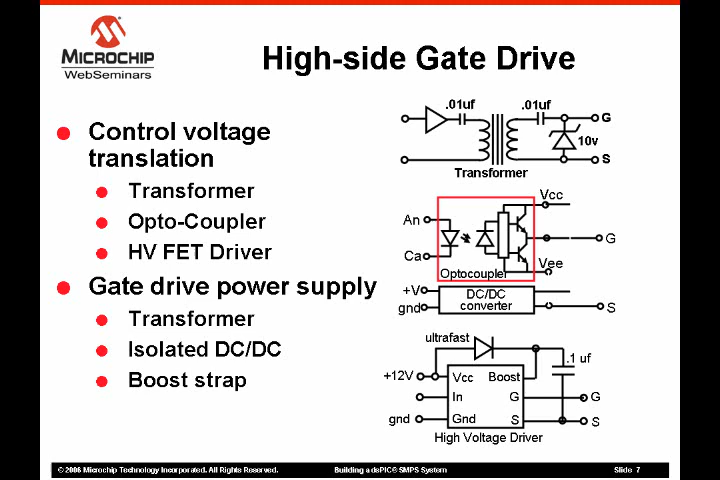 MICROCHIP
WebSeminars
High-side Gate Drive
Control voltage
translation
Transformer
Opto-Coupler
HV FET Driver
Gate drive power supply
Transformer
Isolated DC/DC
Boost strap
.01uf
.01uf
G
10v
S
Transformer
Vcc
An
G
Ca
Vee
Optocoupler
+V
DC/DC
gnd
converter
S
ultrafast
.1 uf
+12V
Vcc
Boost
In
G
G
gnd
Gnd
S
S
High Voltage Driver
© 2006 Microchip Technology Incorporated. All Rights Reserved.
Building a dsPIC® SMPS System
Slide 7